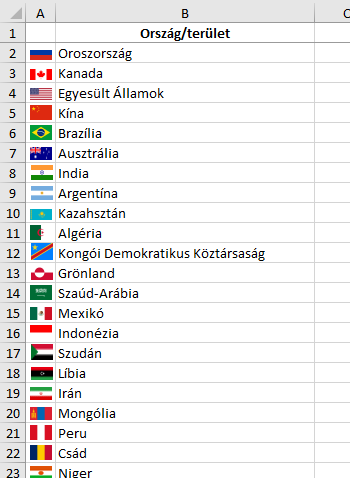 A B C
1 Ország/terület
2 Oroszország
3 Kanada
4 Egyesült Államok
5 Kína
6 Brazília
7 Ausztrália
8 India
9 Argentína
10 Kazahsztán
11 Algéria
12 Kongói Demokratikus Köztársaság
13 Grönland
14 Szaúd-Arábia
15 Mexikó
16 Indonézia
17 Szudán
18 Líbia
19 Irán
20 Mongólia
21 Peru
22 Csád
23 Niger